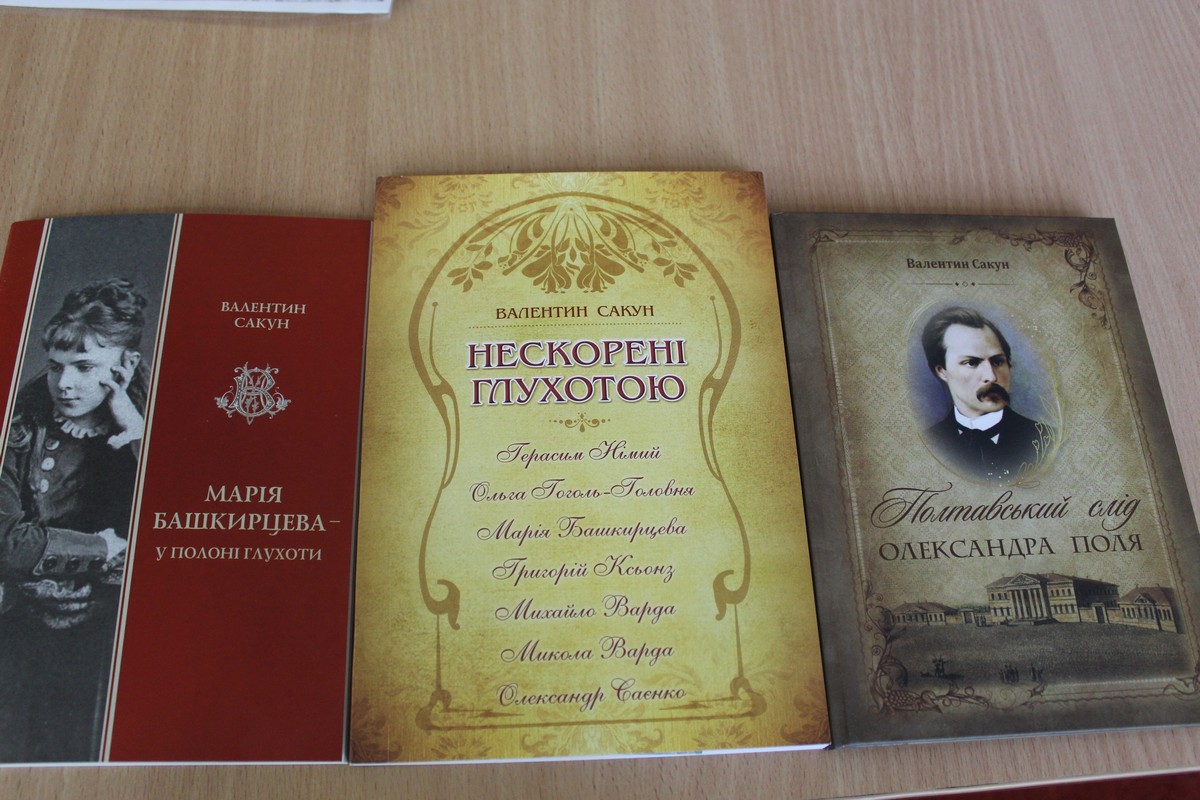 ВАЛЕНТИН
САКУН
МАРІЯ
БАШКИРЦЕВА –
У ПОЛОНІ ГЛУХОТИ
ВАЛЕНТИН САКУН
НЕСКОРЕНІ
ГЛУХОТОЮ
Герасим Німий
Ольга Гоголь-Головня
Марія Башкирцева
Григорій Ксьонз
Михайло Варда
Микола Варда
Олександр Саєнко
Валентин Сакун
Полтавський слід
ОЛЕКСАНДРА ПОЛЯ